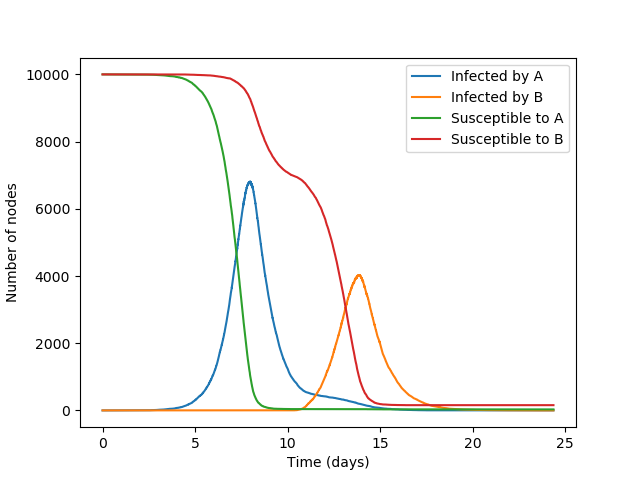 Number of nodes
10000
8000
6000
4000
2000
0
Infected by A
Infected by B
Susceptible to A
Susceptible to B
0 5 10 15 20 25
Time (days)